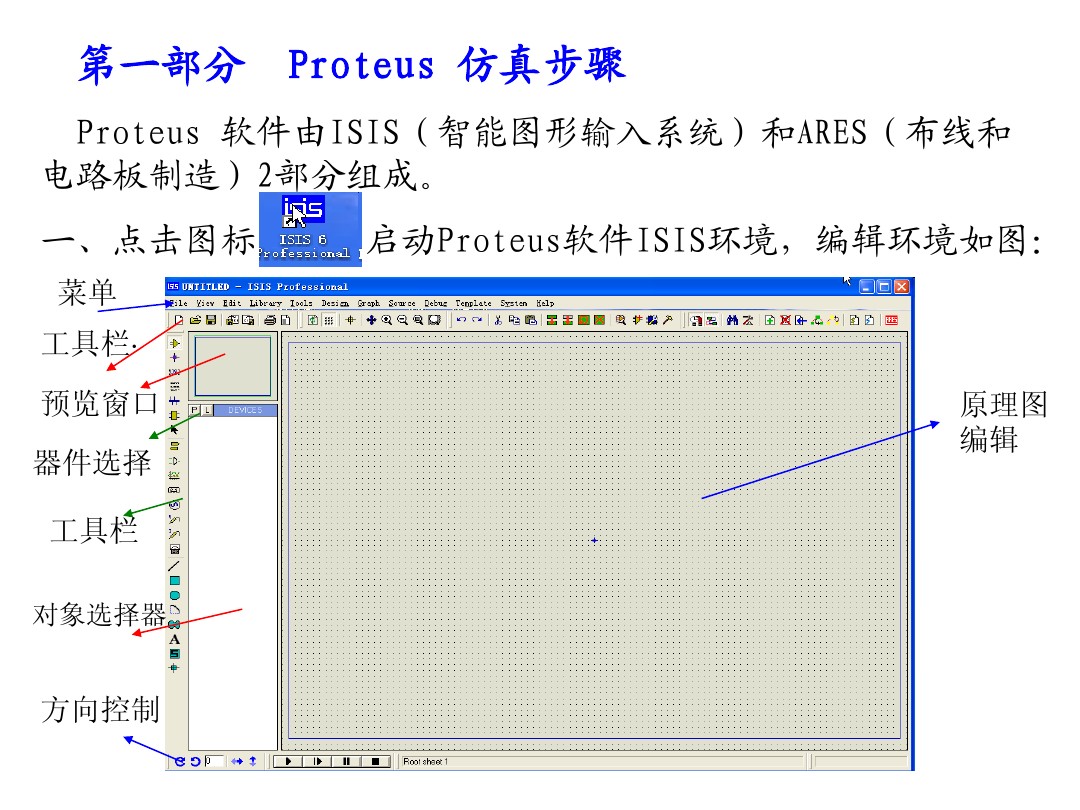 第一部分 Proteus 仿真步骤
Proteus 软件由ISIS（智能图形输入系统）和ARES（布线和
电路板制造）2部分组成。
一、点击图标
isis
ISIS 6
Professional
启动Proteus软件ISIS环境，编辑环境如图：
菜单
工具栏
预览窗口
器件选择
工具栏
对象选择器
方向控制
原理图
编辑
ISIS UNTITLED - ISIS Professional
File View Edit Library Tools Design Graph Source Debug Template System Help
P L DEVICES
A
0
Root sheet 1